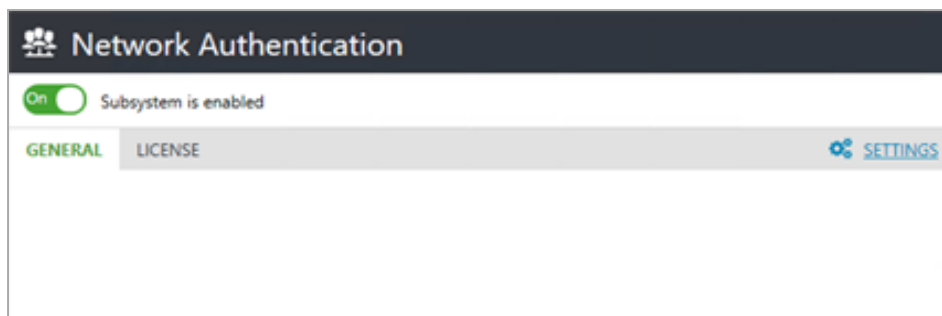 Network Authentication
On Subsystem is enabled
GENERAL LICENSE SETTINGS